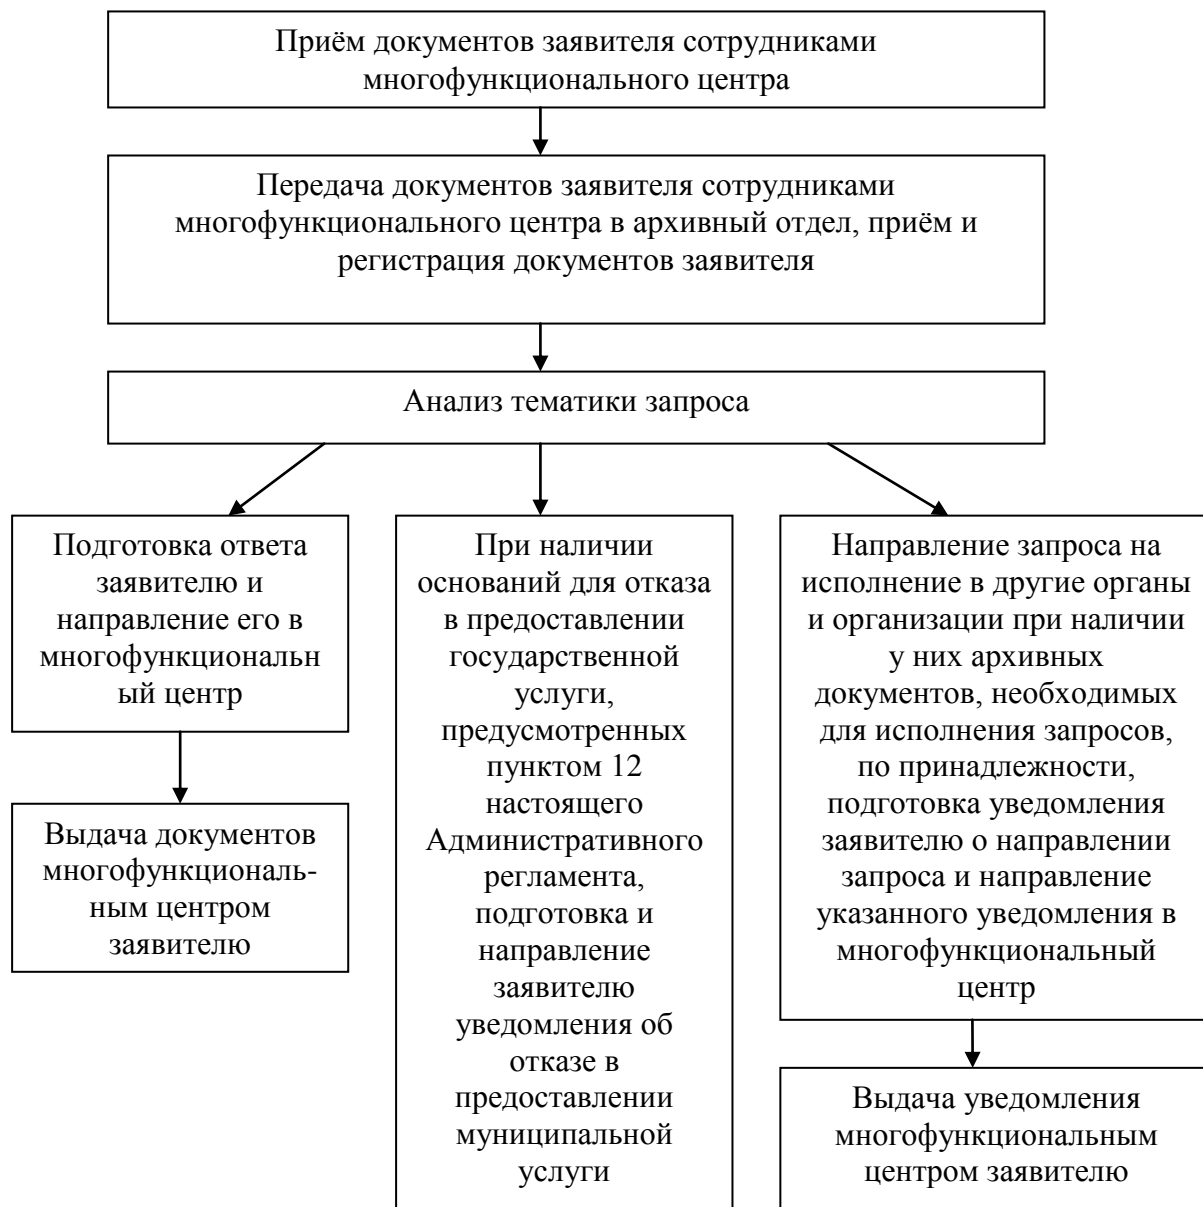 Приём документов заявителя сотрудниками
многофункционального центра
Передача документов заявителя сотрудниками
многофункционального центра в архивный отдел, приём и
регистрация документов заявителя
Анализ тематики запроса
Подготовка ответа
заявителю и
направление его в
многофункциональн
ый центр
Выдача документов
многофункциональ-
ным центром
заявителю
При наличии
оснований для отказа
в предоставлении
государственной
услуги,
предусмотренных
пунктом 12
настоящего
Административного
регламента,
подготовка и
направление
заявителю
уведомления об
отказе в
предоставлении
муниципальной
услуги
Направление запроса на
исполнение в другие органы
и организации при наличии
у них архивных
документов, необходимых
для исполнения запросов,
по принадлежности,
подготовка уведомления
заявителю о направлении
запроса и направление
указанного уведомления в
многофункциональный
центр
Выдача уведомления
многофункциональным
центром заявителю